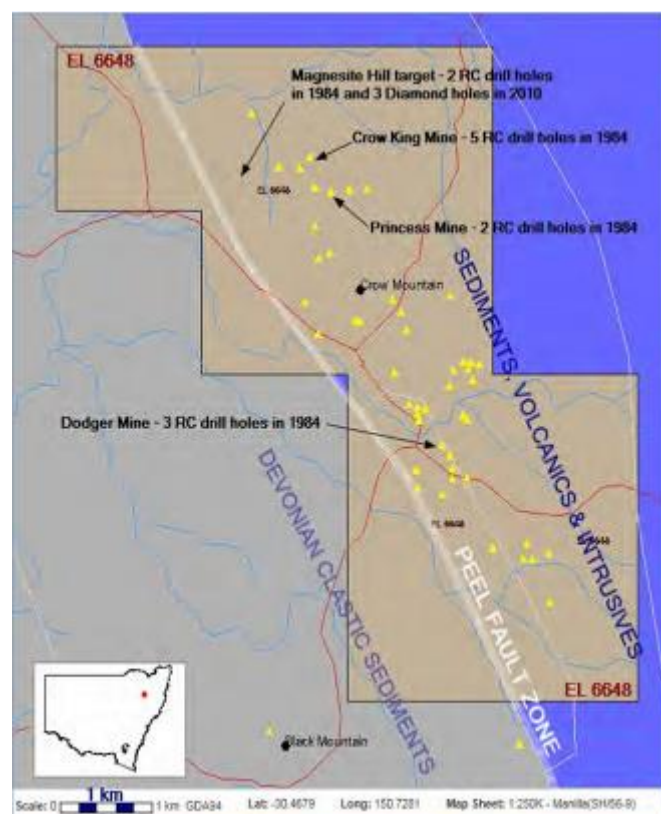 EL 6648
Magnesite Hill target - 2 RC drill holes
in 1984 and 3 Diamond holes in 2010
Crow King Mine - 5 RC drill holes in 1984
EL 6648
Princess Mine - 2 RC drill holes in 1984
Crow Mountain
SEDIMENTS, VOLCANICS & INTRUSIVES
Dodger Mine - 3 RC drill holes in 1984
DEVONIAN CLASTIC SEDIMENTS
EL 6648
EL 6648
PEEL FAULT ZONE
EL 6648
Black Mountain
1 km
Scale: 0 1 km GDA94 Lat: -30.4679 Long: 150.7281 Map Sheet: 1:250K - Manilla(SH/56-9)